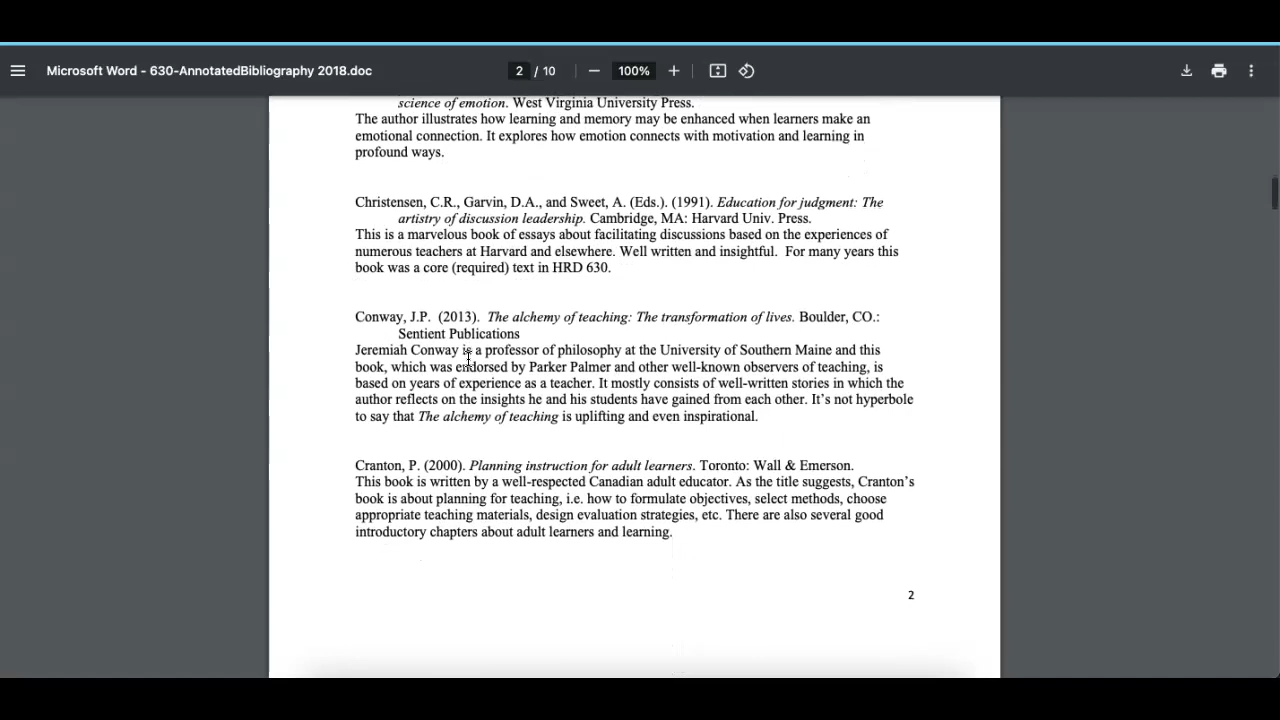 Microsoft Word - 630-AnnotatedBibliography 2018.doc
2 / 10
100%
science of emotion. West Virginia University Press.
The author illustrates how learning and memory may be enhanced when learners make an
emotional connection. It explores how emotion connects with motivation and learning in
profound ways.
Christensen, C.R., Garvin, D.A., and Sweet, A. (Eds.). (1991). Education for judgment: The
artistry of discussion leadership. Cambridge, MA: Harvard Univ. Press.
This is a marvelous book of essays about facilitating discussions based on the experiences of
numerous teachers at Harvard and elsewhere. Well written and insightful.  For many years this
book was a core (required) text in HRD 630.
Conway, J.P.  (2013).  The alchemy of teaching: The transformation of lives. Boulder, CO.:
Sentient Publications
Jeremiah Conway is a professor of philosophy at the University of Southern Maine and this
book, which was endorsed by Parker Palmer and other well-known observers of teaching, is
based on years of experience as a teacher. It mostly consists of well-written stories in which the
author reflects on the insights he and his students have gained from each other. It’s not hyperbole
to say that The alchemy of teaching is uplifting and even inspirational.
Cranton, P. (2000). Planning instruction for adult learners. Toronto: Wall & Emerson.
This book is written by a well-respected Canadian adult educator. As the title suggests, Cranton’s
book is about planning for teaching, i.e. how to formulate objectives, select methods, choose
appropriate teaching materials, design evaluation strategies, etc. There are also several good
introductory chapters about adult learners and learning.
2